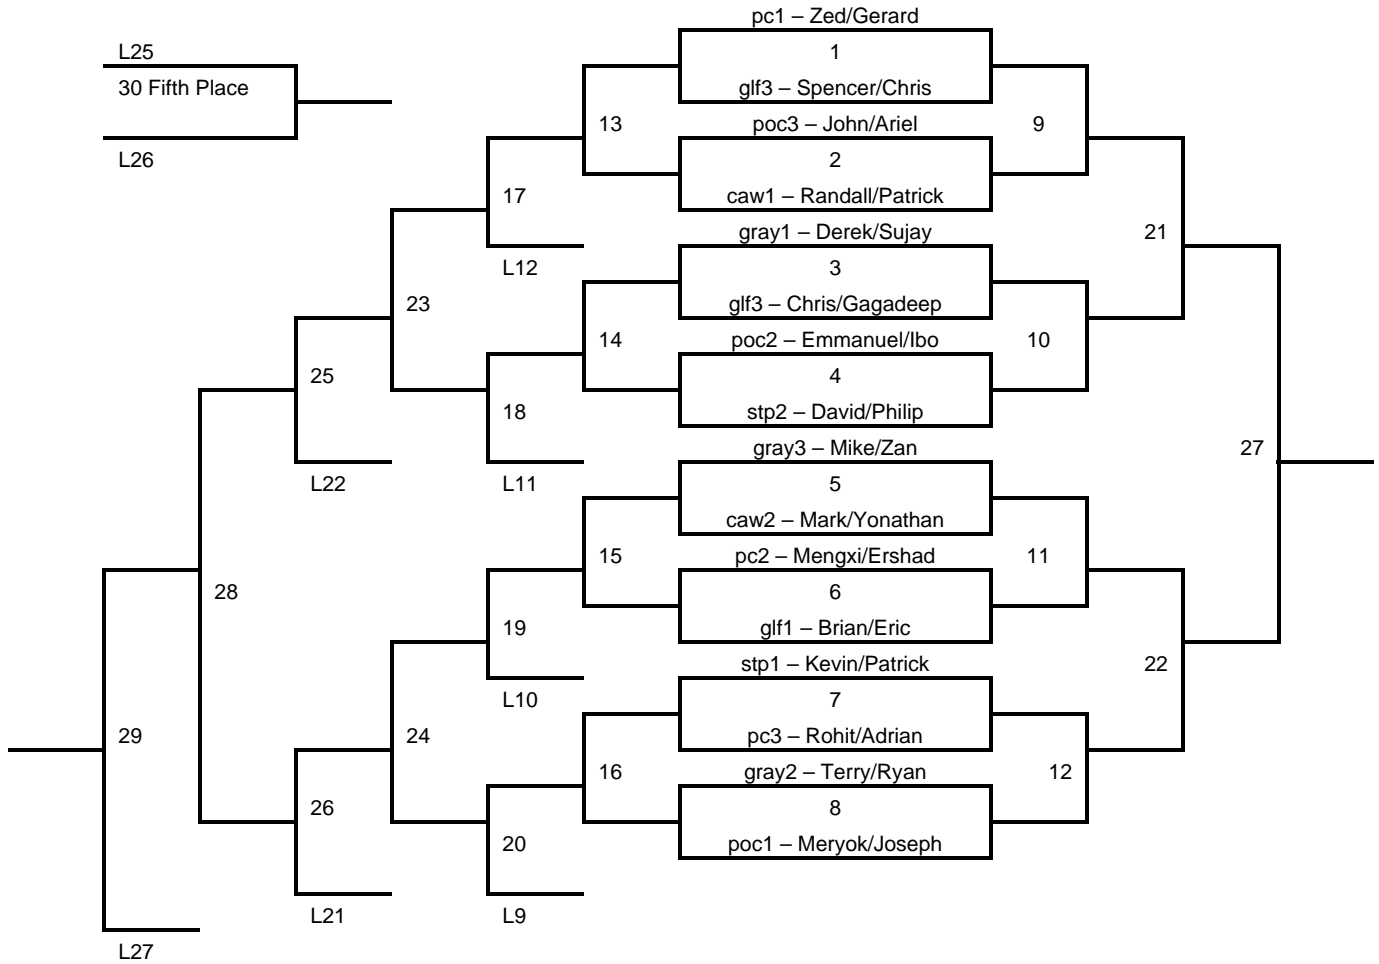 pc1 – Zed/Gerard
L25
1
30 Fifth Place
glf3 – Spencer/Chris
13
poc3 – John/Ariel
9
L26
2
17
caw1 – Randall/Patrick
gray1 – Derek/Sujay
21
L12
3
23
glf3 – Chris/Gagadeep
14
poc2 – Emmanuel/Ibo
10
25
4
18
stp2 – David/Philip
gray3 – Mike/Zan
27
L22
L11
5
caw2 – Mark/Yonathan
15
pc2 – Mengxi/Ershad
11
28
6
19
glf1 – Brian/Eric
stp1 – Kevin/Patrick
22
L10
7
29
24
pc3 – Rohit/Adrian
16
gray2 – Terry/Ryan
12
26
8
20
poc1 – Meryok/Joseph
L21
L9
L27